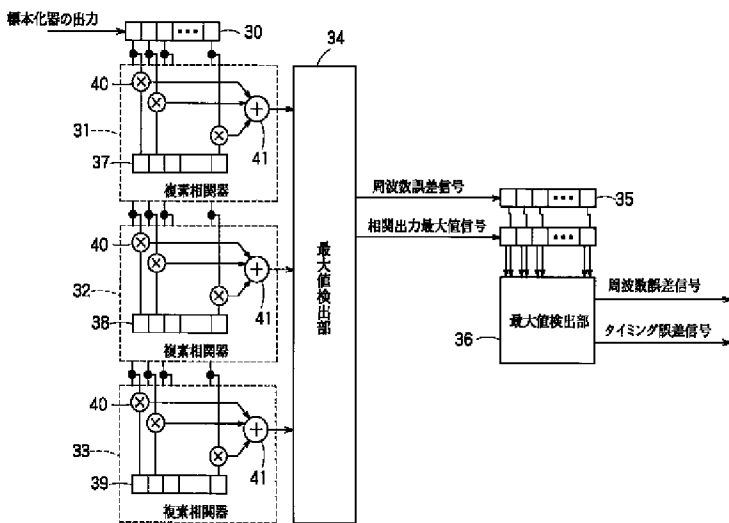 標本化器の出力
30
34
40
31
41
37
複素相関器
周波数誤差信号
35
相関出力最大値信号
40
32
41
38
複素相関器
最大値検出部
36
最大値検出部
周波数誤差信号
タイミング誤差信号
40
33
41
39
複素相関器